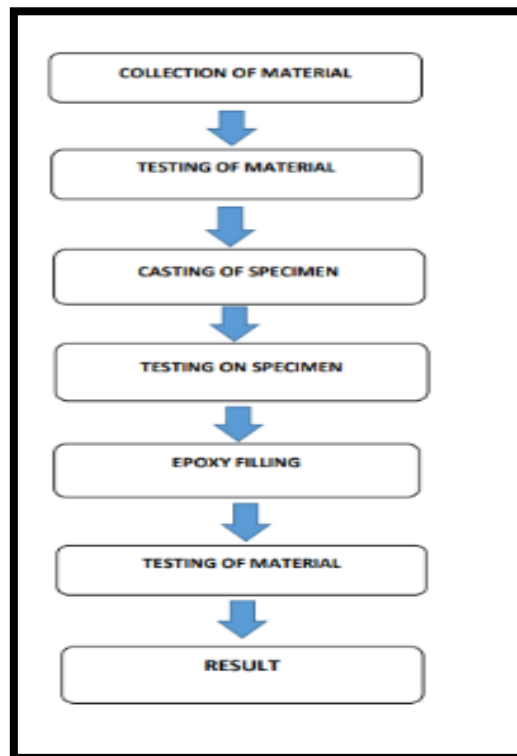 COLLECTION OF MATERIAL
TESTING OF MATERIAL
CASTING OF SPECIMEN
TESTING ON SPECIMEN
EPOXY FILLING
TESTING OF MATERIAL
RESULT